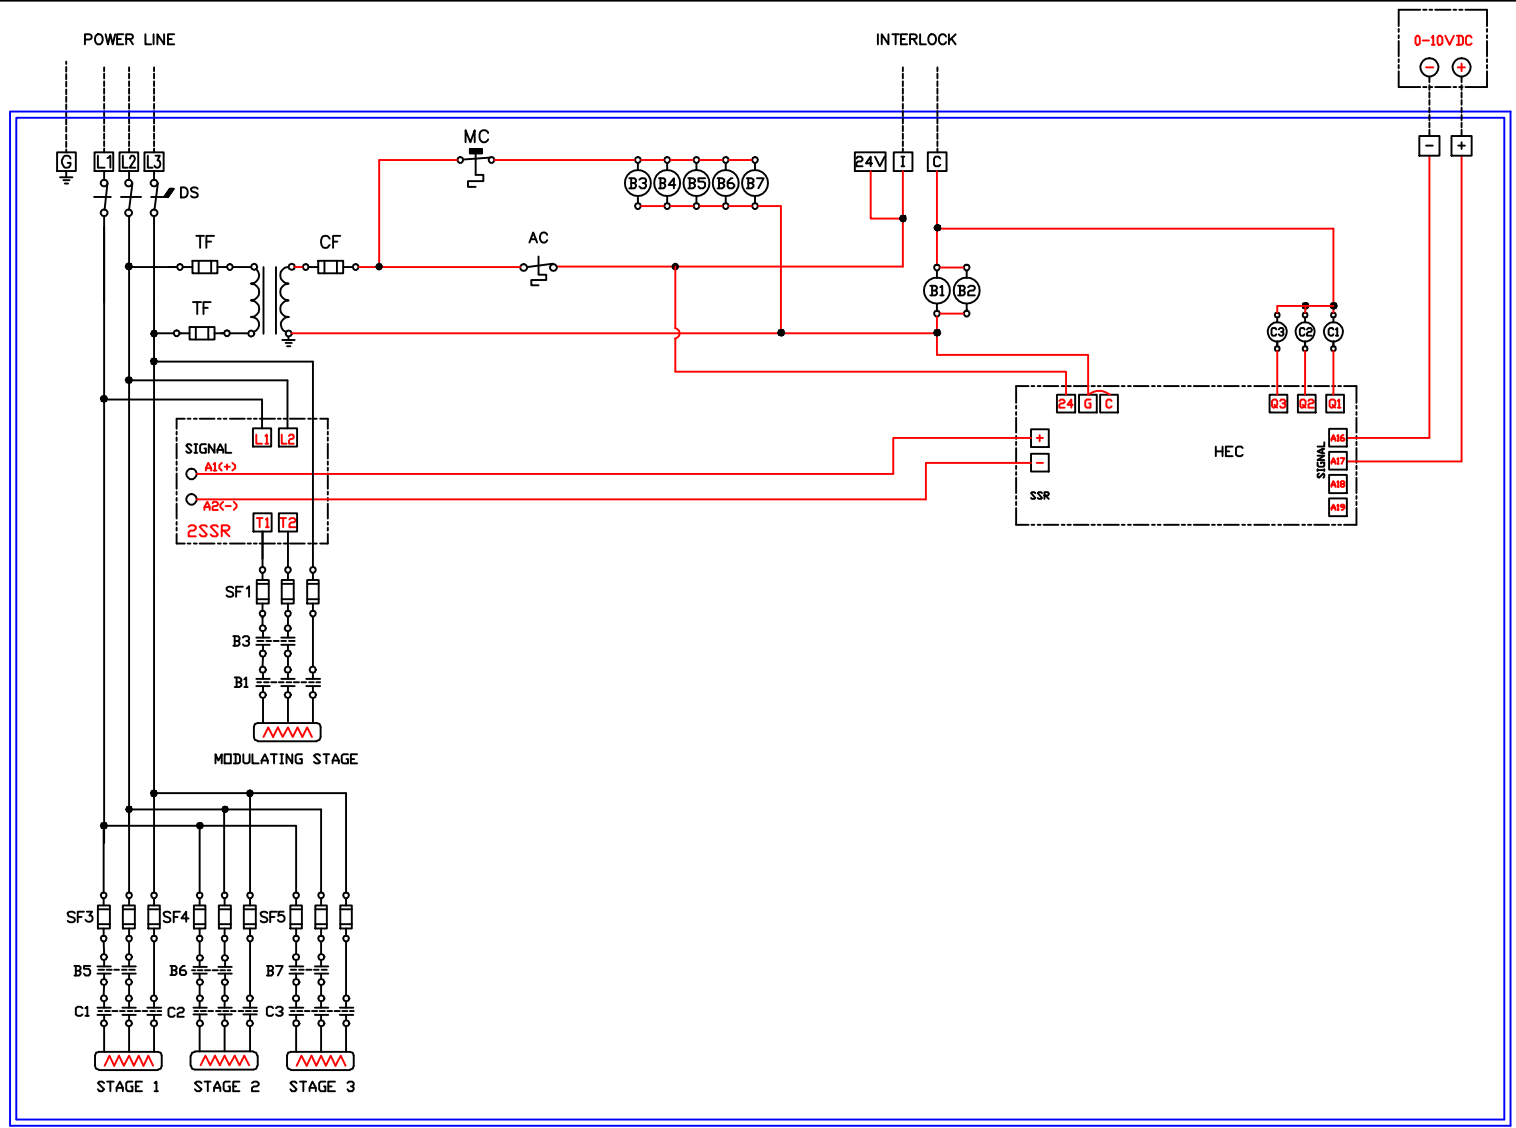 POWER LINE
INTERLOCK
0-10VDC
- +
MC
G L1 L2 L3
24V I C
- +
DS
B3 B4 B5 B6 B7
TF
CF
AC
B1 B2
TF
C3 C2 C1
24 G C
Q3 Q2 Q1
L1 L2
SIGNAL
+
HEC
A16
A1(+)
-
SIGNAL
A17
A18
SSR
A2(-)
A19
T1 T2
2SSR
SF1
B3
B1
MODULATING STAGE
SF3 SF4 SF5
B5 B6 B7
C1 C2 C3
STAGE 1 STAGE 2 STAGE 3